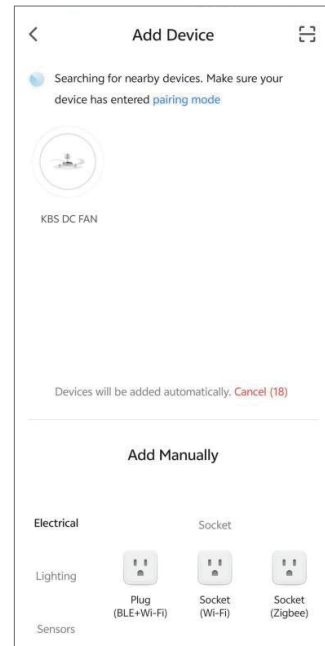 Add Device
Searching for nearby devices. Make sure your
device has entered pairing mode
KBS DC FAN
Devices will be added automatically. Cancel (18)
Add Manually
Electrical
Socket
Lighting
Plug
(BLE+Wi-Fi)
Socket
(Wi-Fi)
Socket
(Zigbee)
Sensors